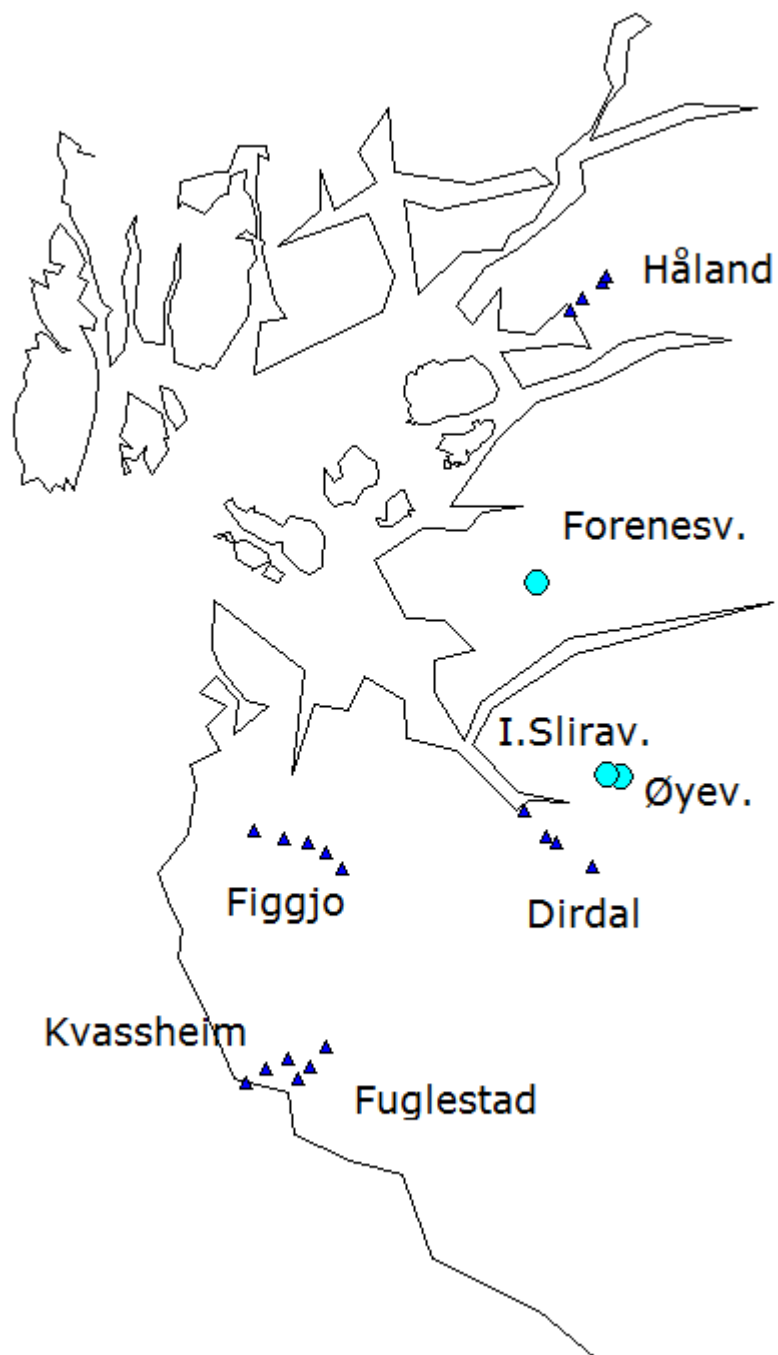 Håland
Forenesv.
I.Slirav.
Øyev.
Figgjo
Dirdal
Kvassheim
Fuglestad